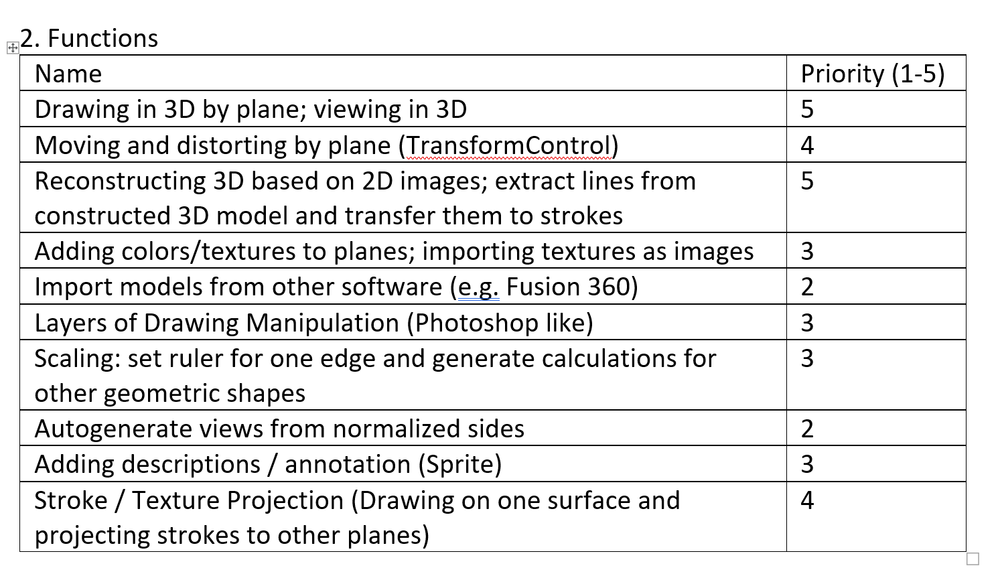 2. Functions
Name
Priority (1-5)
Drawing in 3D by plane; viewing in 3D
5
Moving and distorting by plane (TransformControl)
4
Reconstructing 3D based on 2D images; extract lines from
constructed 3D model and transfer them to strokes
5
Adding colors/textures to planes; importing textures as images
3
Import models from other software (e.g. Fusion 360)
2
Layers of Drawing Manipulation (Photoshop like)
3
Scaling: set ruler for one edge and generate calculations for
other geometric shapes
3
Autogenerate views from normalized sides
2
Adding descriptions / annotation (Sprite)
3
Stroke / Texture Projection (Drawing on one surface and
projecting strokes to other planes)
4